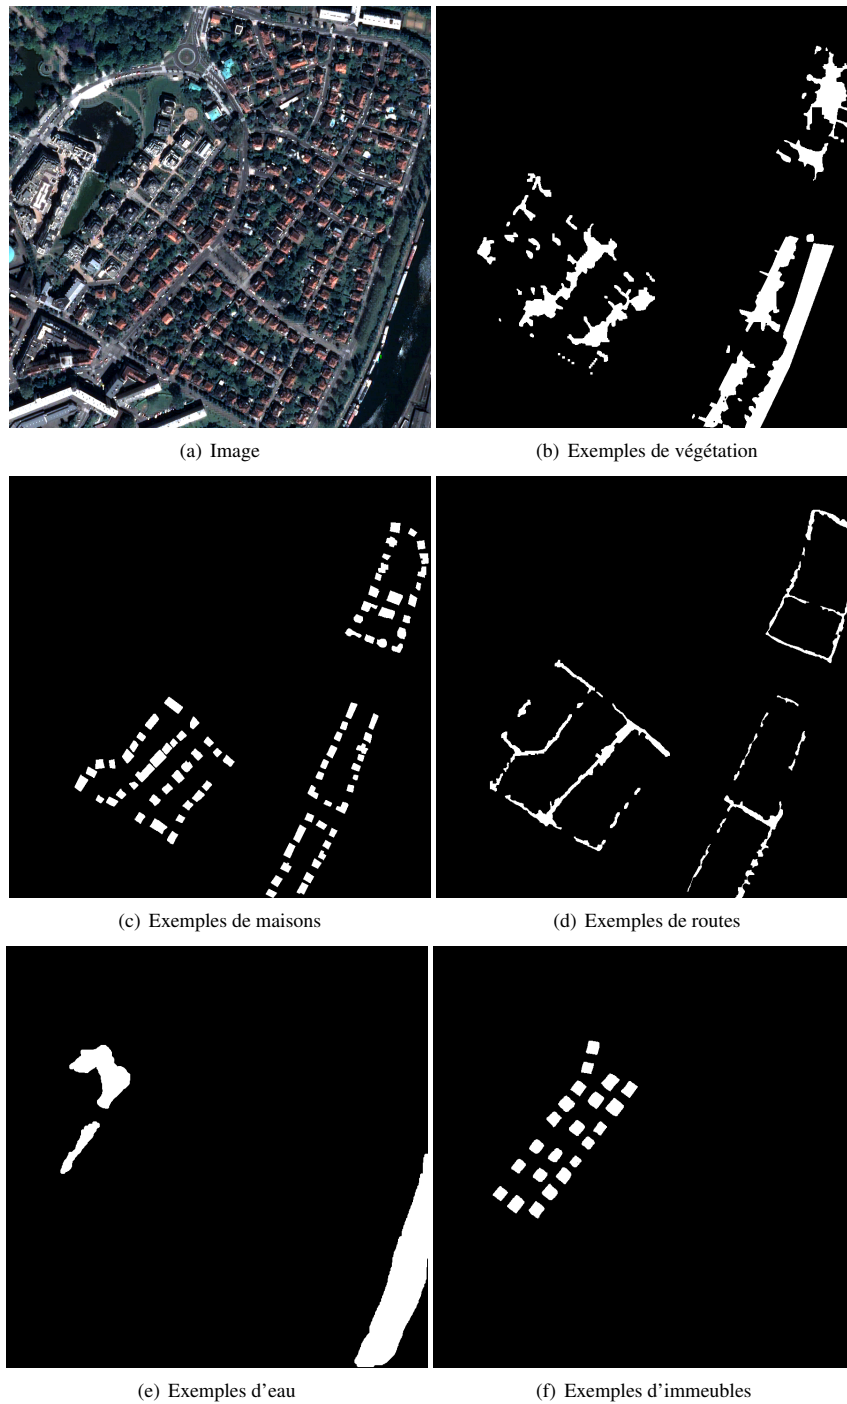 (a) Image
(b) Exemples de végétation
(c) Exemples de maisons
(d) Exemples de routes
(e) Exemples d'eau
(f) Exemples d'immeubles